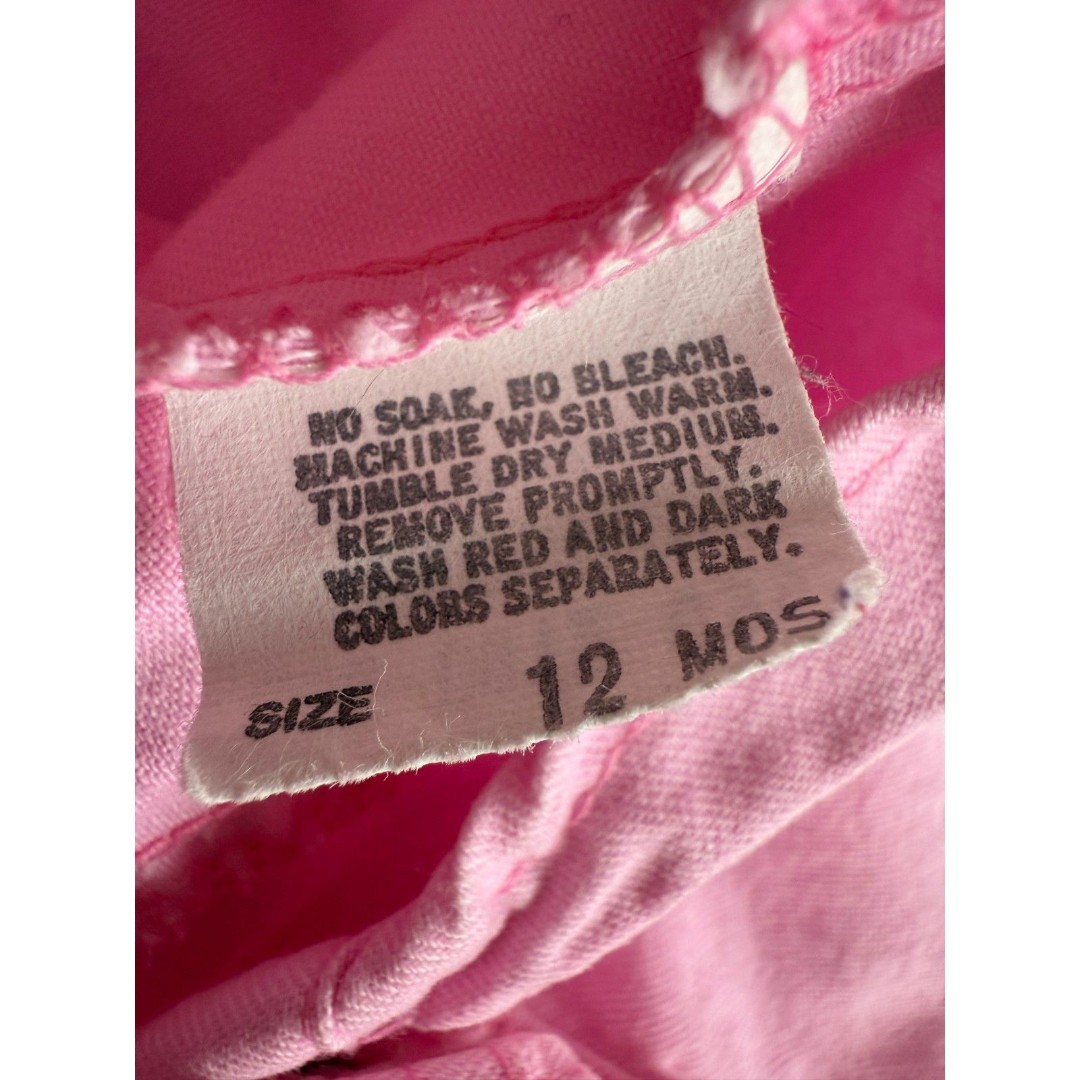 NO SOAK, NO BLEACH.
MACHINE WASH WARM.
TUMBLE DRY MEDIUM.
REMOVE PROMPTLY.
WASH RED AND DARK
COLORS SEPARATELY.
SIZE 12 MOS